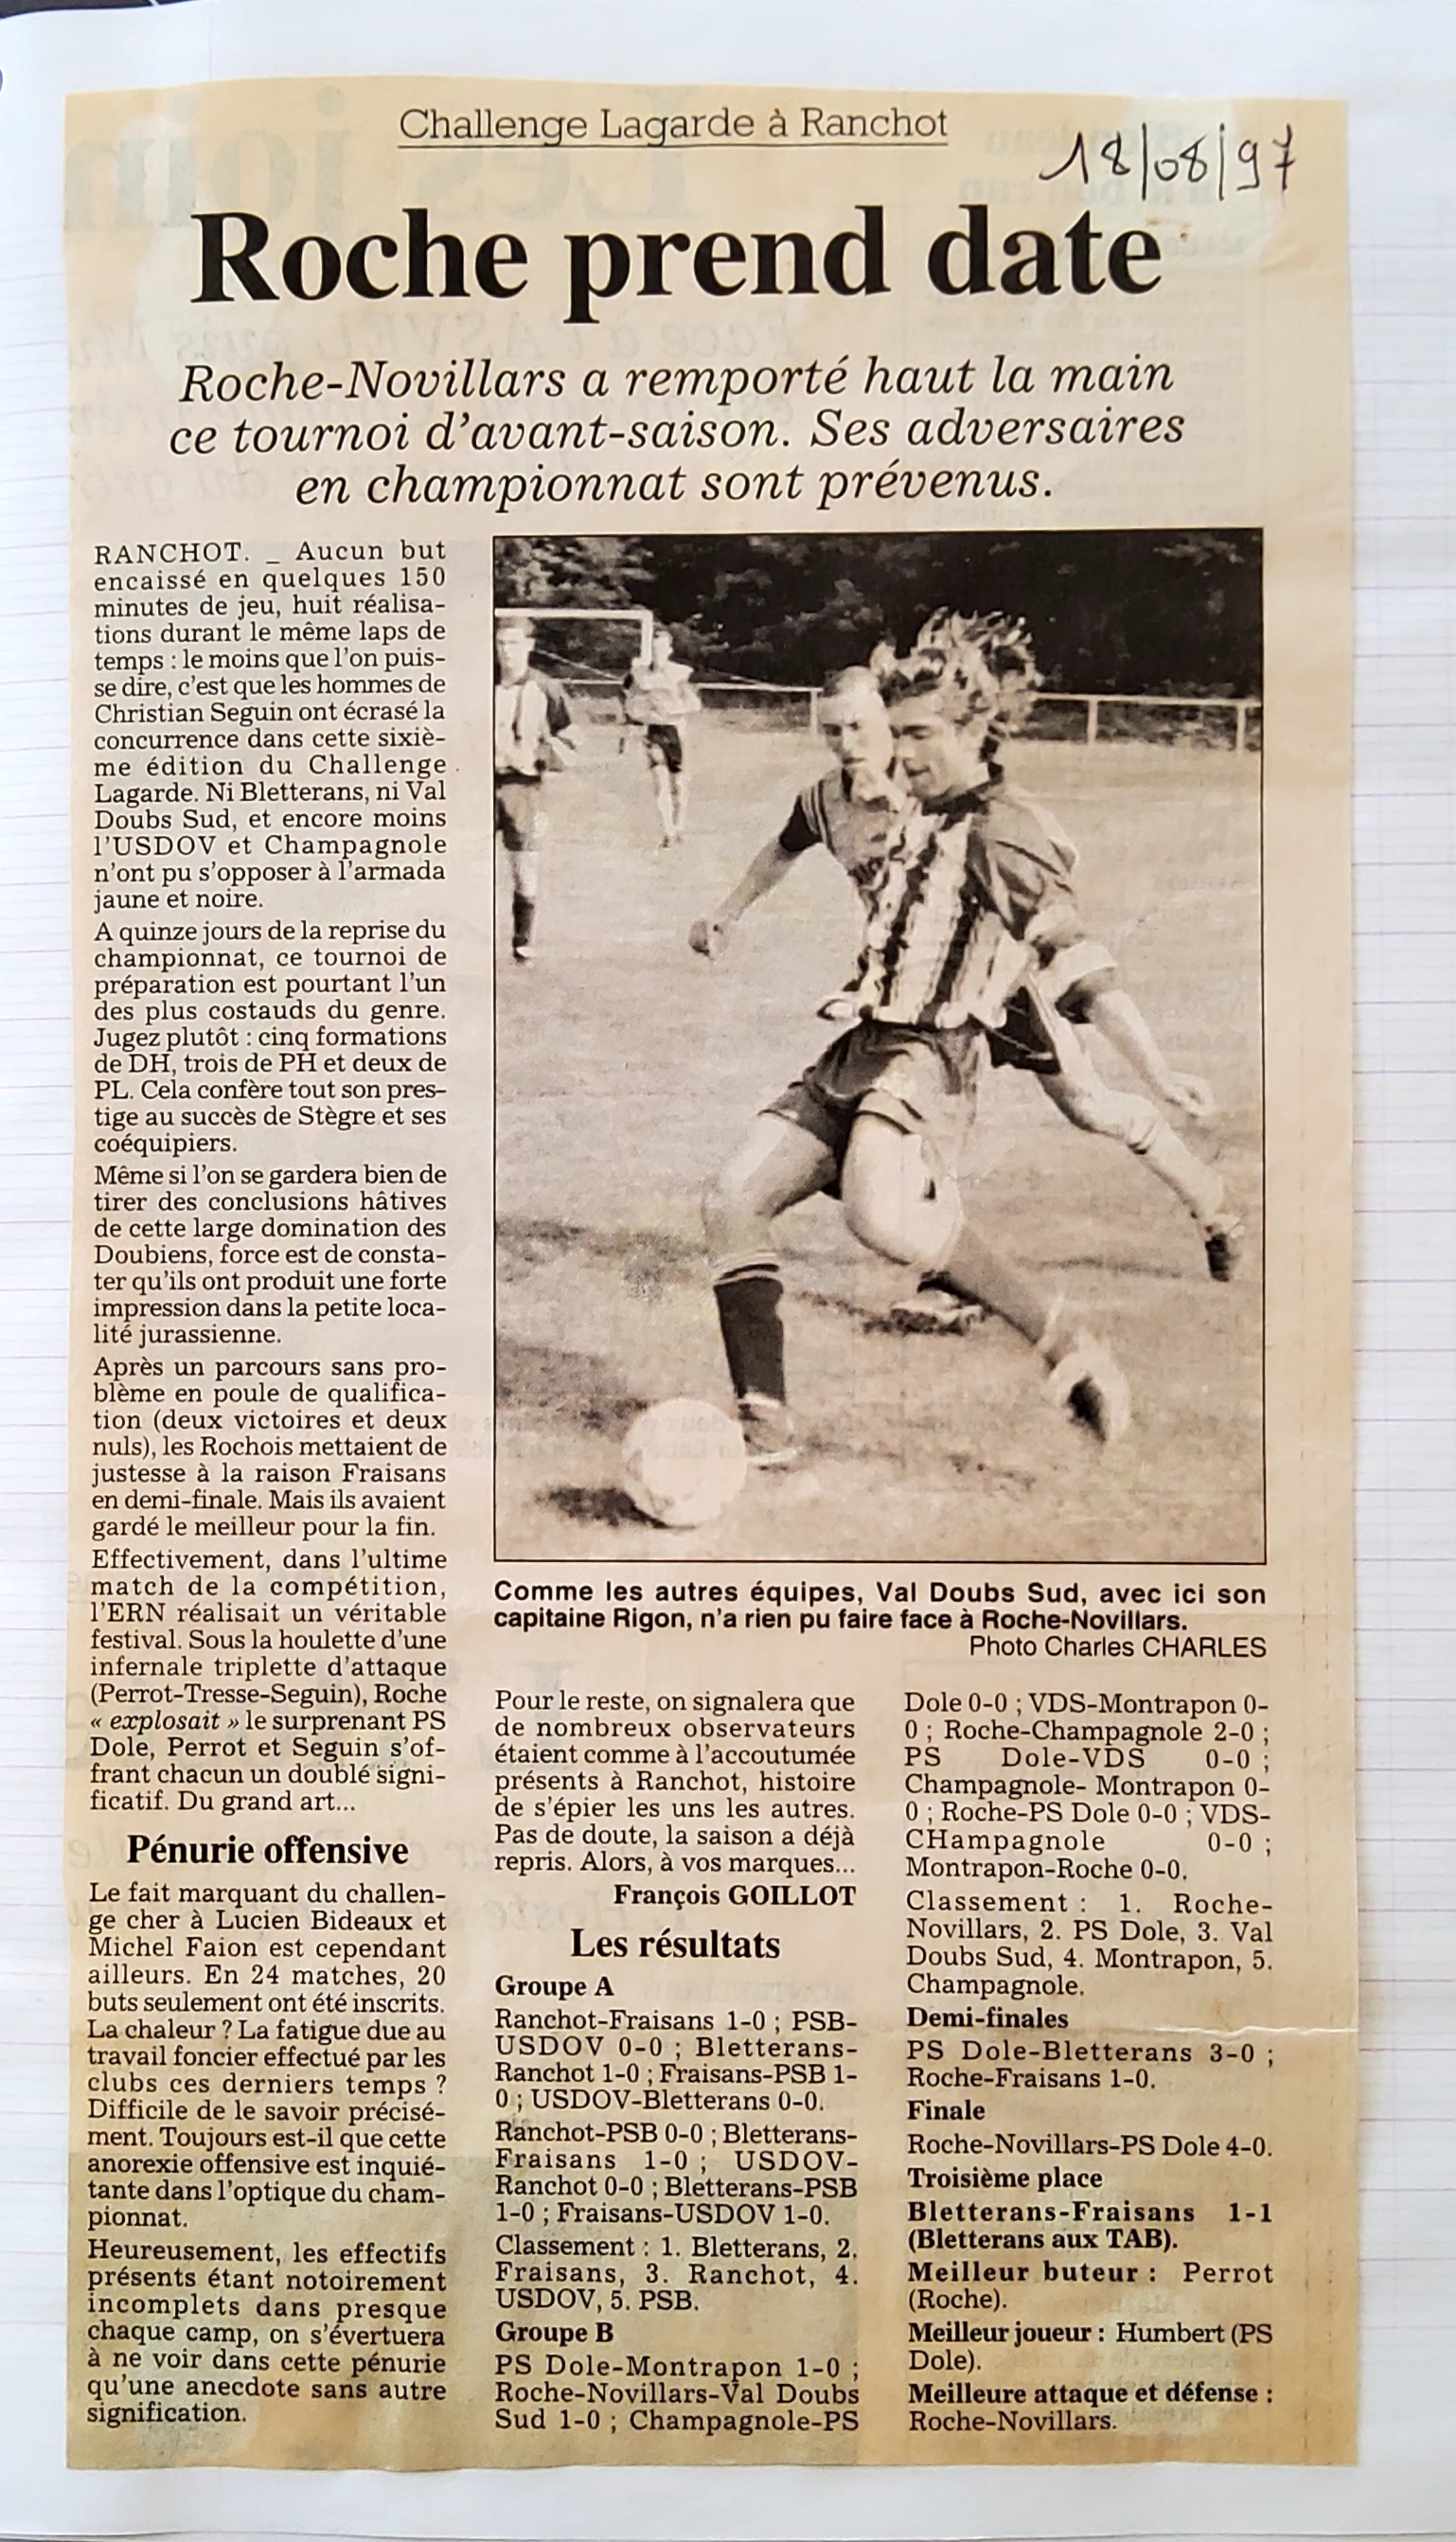 Challenge Lagarde à Ranchot
18/08/97
Roche prend date
Roche-Novillars a remporté haut la main
ce tournoi d'avant-saison. Ses adversaires
en championnat sont prévenus.
RANCHOT. _ Aucun but
encaissé en quelques 150
minutes de jeu, huit réalisa-
tions durant le même laps de
temps : le moins que l'on puis-
se dire, c'est que les hommes de
Christian Seguin ont écrasé la
concurrence dans cette sixiè-
me édition du Challenge
Lagarde. Ni Bletterans, ni Val
Doubs Sud, et encore moins
l'USDOV et Champagnole
n'ont pu s'opposer à l'armada
jaune et noire.
A quinze jours de la reprise du
championnat, ce tournoi de
préparation est pourtant l'un
des plus costauds du genre.
Jugez plutôt : cinq formations
de DH, trois de PH et deux de
PL. Cela confère tout son pres-
tige au succès de Stègre et ses
coéquipiers.
Même si l'on se gardera bien de
tirer des conclusions hâtives
de cette large domination des
Doubiens, force est de consta-
ter qu'ils ont produit une forte
impression dans la petite loca-
lité jurassienne.
Après un parcours sans pro-
blème en poule de qualifica-
tion (deux victoires et deux
nuls), les Rochois mettaient de
justesse à la raison Fraisans
en demi-finale. Mais ils avaient
gardé le meilleur pour la fin.
Effectivement, dans l'ultime
match de la compétition,
l'ERN réalisait un véritable
festival. Sous la houlette d'une
infernale triplette d'attaque
(Perrot-Tresse-Seguin), Roche
« explosait » le surprenant PS
Dole, Perrot et Seguin s'of-
frant chacun un doublé signi-
ficatif. Du grand art...
Pénurie offensive
Le fait marquant du challen-
ge cher à Lucien Bideaux et
Michel Faion est cependant
ailleurs. En 24 matches, 20
buts seulement ont été inscrits.
La chaleur ? La fatigue due au
travail foncier effectué par les
clubs ces derniers temps ?
Difficile de le savoir précisé-
ment. Toujours est-il que cette
anorexie offensive est inquié-
tante dans l'optique du cham-
pionnat.
Heureusement, les effectifs
présents étant notoirement
incomplets dans presque
chaque camp, on s'évertuera
à ne voir dans cette pénurie
qu'une anecdote sans autre
signification.
Comme les autres équipes, Val Doubs Sud, avec ici son
capitaine Rigon, n'a rien pu faire face à Roche-Novillars.
Photo Charles CHARLES
Pour le reste, on signalera que
de nombreux observateurs
étaient comme à l'accoutumée
présents à Ranchot, histoire
de s'épier les uns les autres.
Pas de doute, la saison a déjà
repris. Alors, à vos marques...
François GOILLOT
Les résultats
Groupe A
Ranchot-Fraisans 1-0 ; PSB-
USDOV 0-0 ; Bletterans-
Ranchot 1-0 ; Fraisans-PSB 1-
0 ; USDOV-Bletterans 0-0.
Ranchot-PSB 0-0 ; Bletterans-
Fraisans 1-0 ; USDOV-
Ranchot 0-0 ; Bletterans-PSB
1-0 ; Fraisans-USDOV 1-0.
Classement : 1. Bletterans, 2.
Fraisans, 3. Ranchot, 4.
USDOV, 5. PSB.
Groupe B
PS Dole-Montrapon 1-0 ;
Roche-Novillars-Val Doubs
Sud 1-0 ; Champagnole-PS
Dole 0-0 ; VDS-Montrapon 0-
0 ; Roche-Champagnole 2-0 ;
PS Dole-VDS 0-0 ;
Champagnole- Montrapon 0-
0 ; Roche-PS Dole 0-0 ; VDS-
CHampagnole 0-0 ;
Montrapon-Roche 0-0.
Classement : 1. Roche-
Novillars, 2. PS Dole, 3. Val
Doubs Sud, 4. Montrapon, 5.
Champagnole.
Demi-finales
PS Dole-Bletterans 3-0 ;
Roche-Fraisans 1-0.
Finale
Roche-Novillars-PS Dole 4-0.
Troisième place
Bletterans-Fraisans 1-1
(Bletterans aux TAB).
Meilleur buteur : Perrot
(Roche).
Meilleur joueur : Humbert (PS
Dole).
Meilleure attaque et défense :
Roche-Novillars.